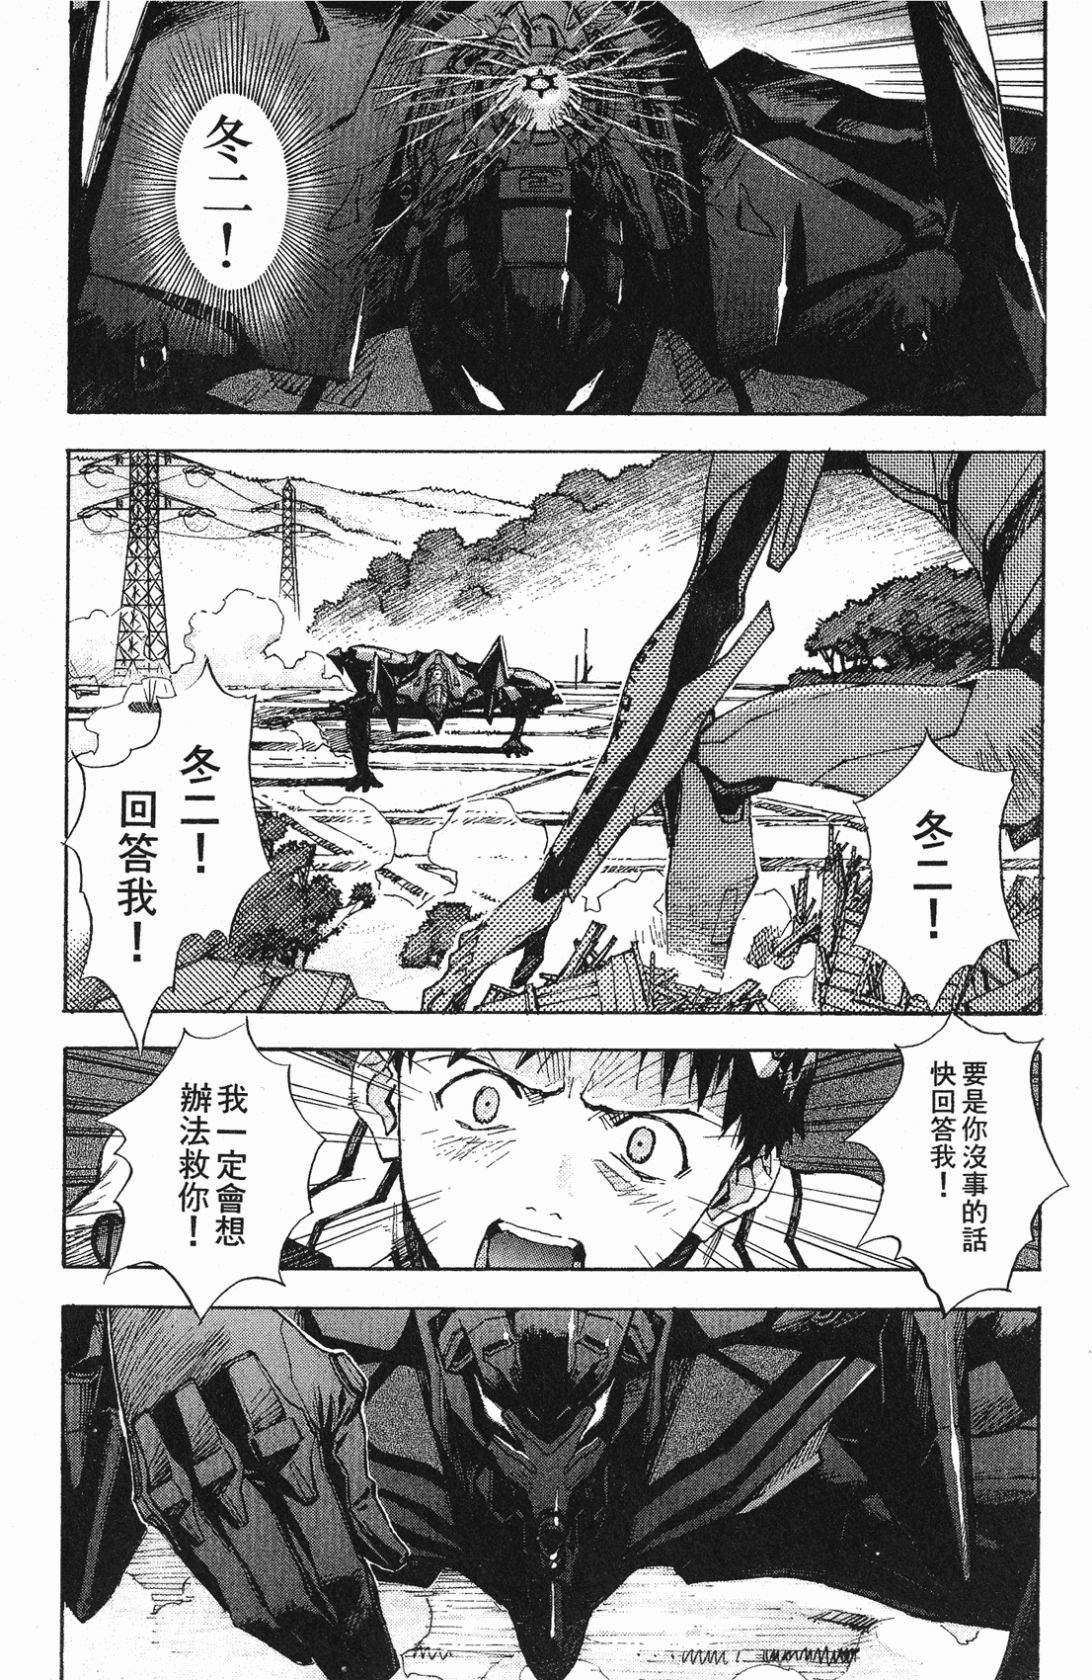 冬二！
冬二！
冬二！
回答我！
要是你沒事的話
快回答我！
我一定會想
辦法救你！